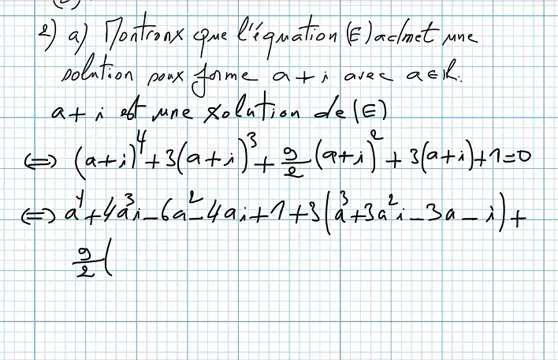 2) a) Montrons que l'équation (E) admet une
solution pour forme a+i avec a∈ℝ.
a+i est une solution de (E)
⇔ (a+i)⁴+3(a+i)³+9/2(a+i)²+3(a+i)+1=0
⇔ a⁴+4a³i-6a²-4ai+1+3(a³+3a²i-3a-i)+
9/2(